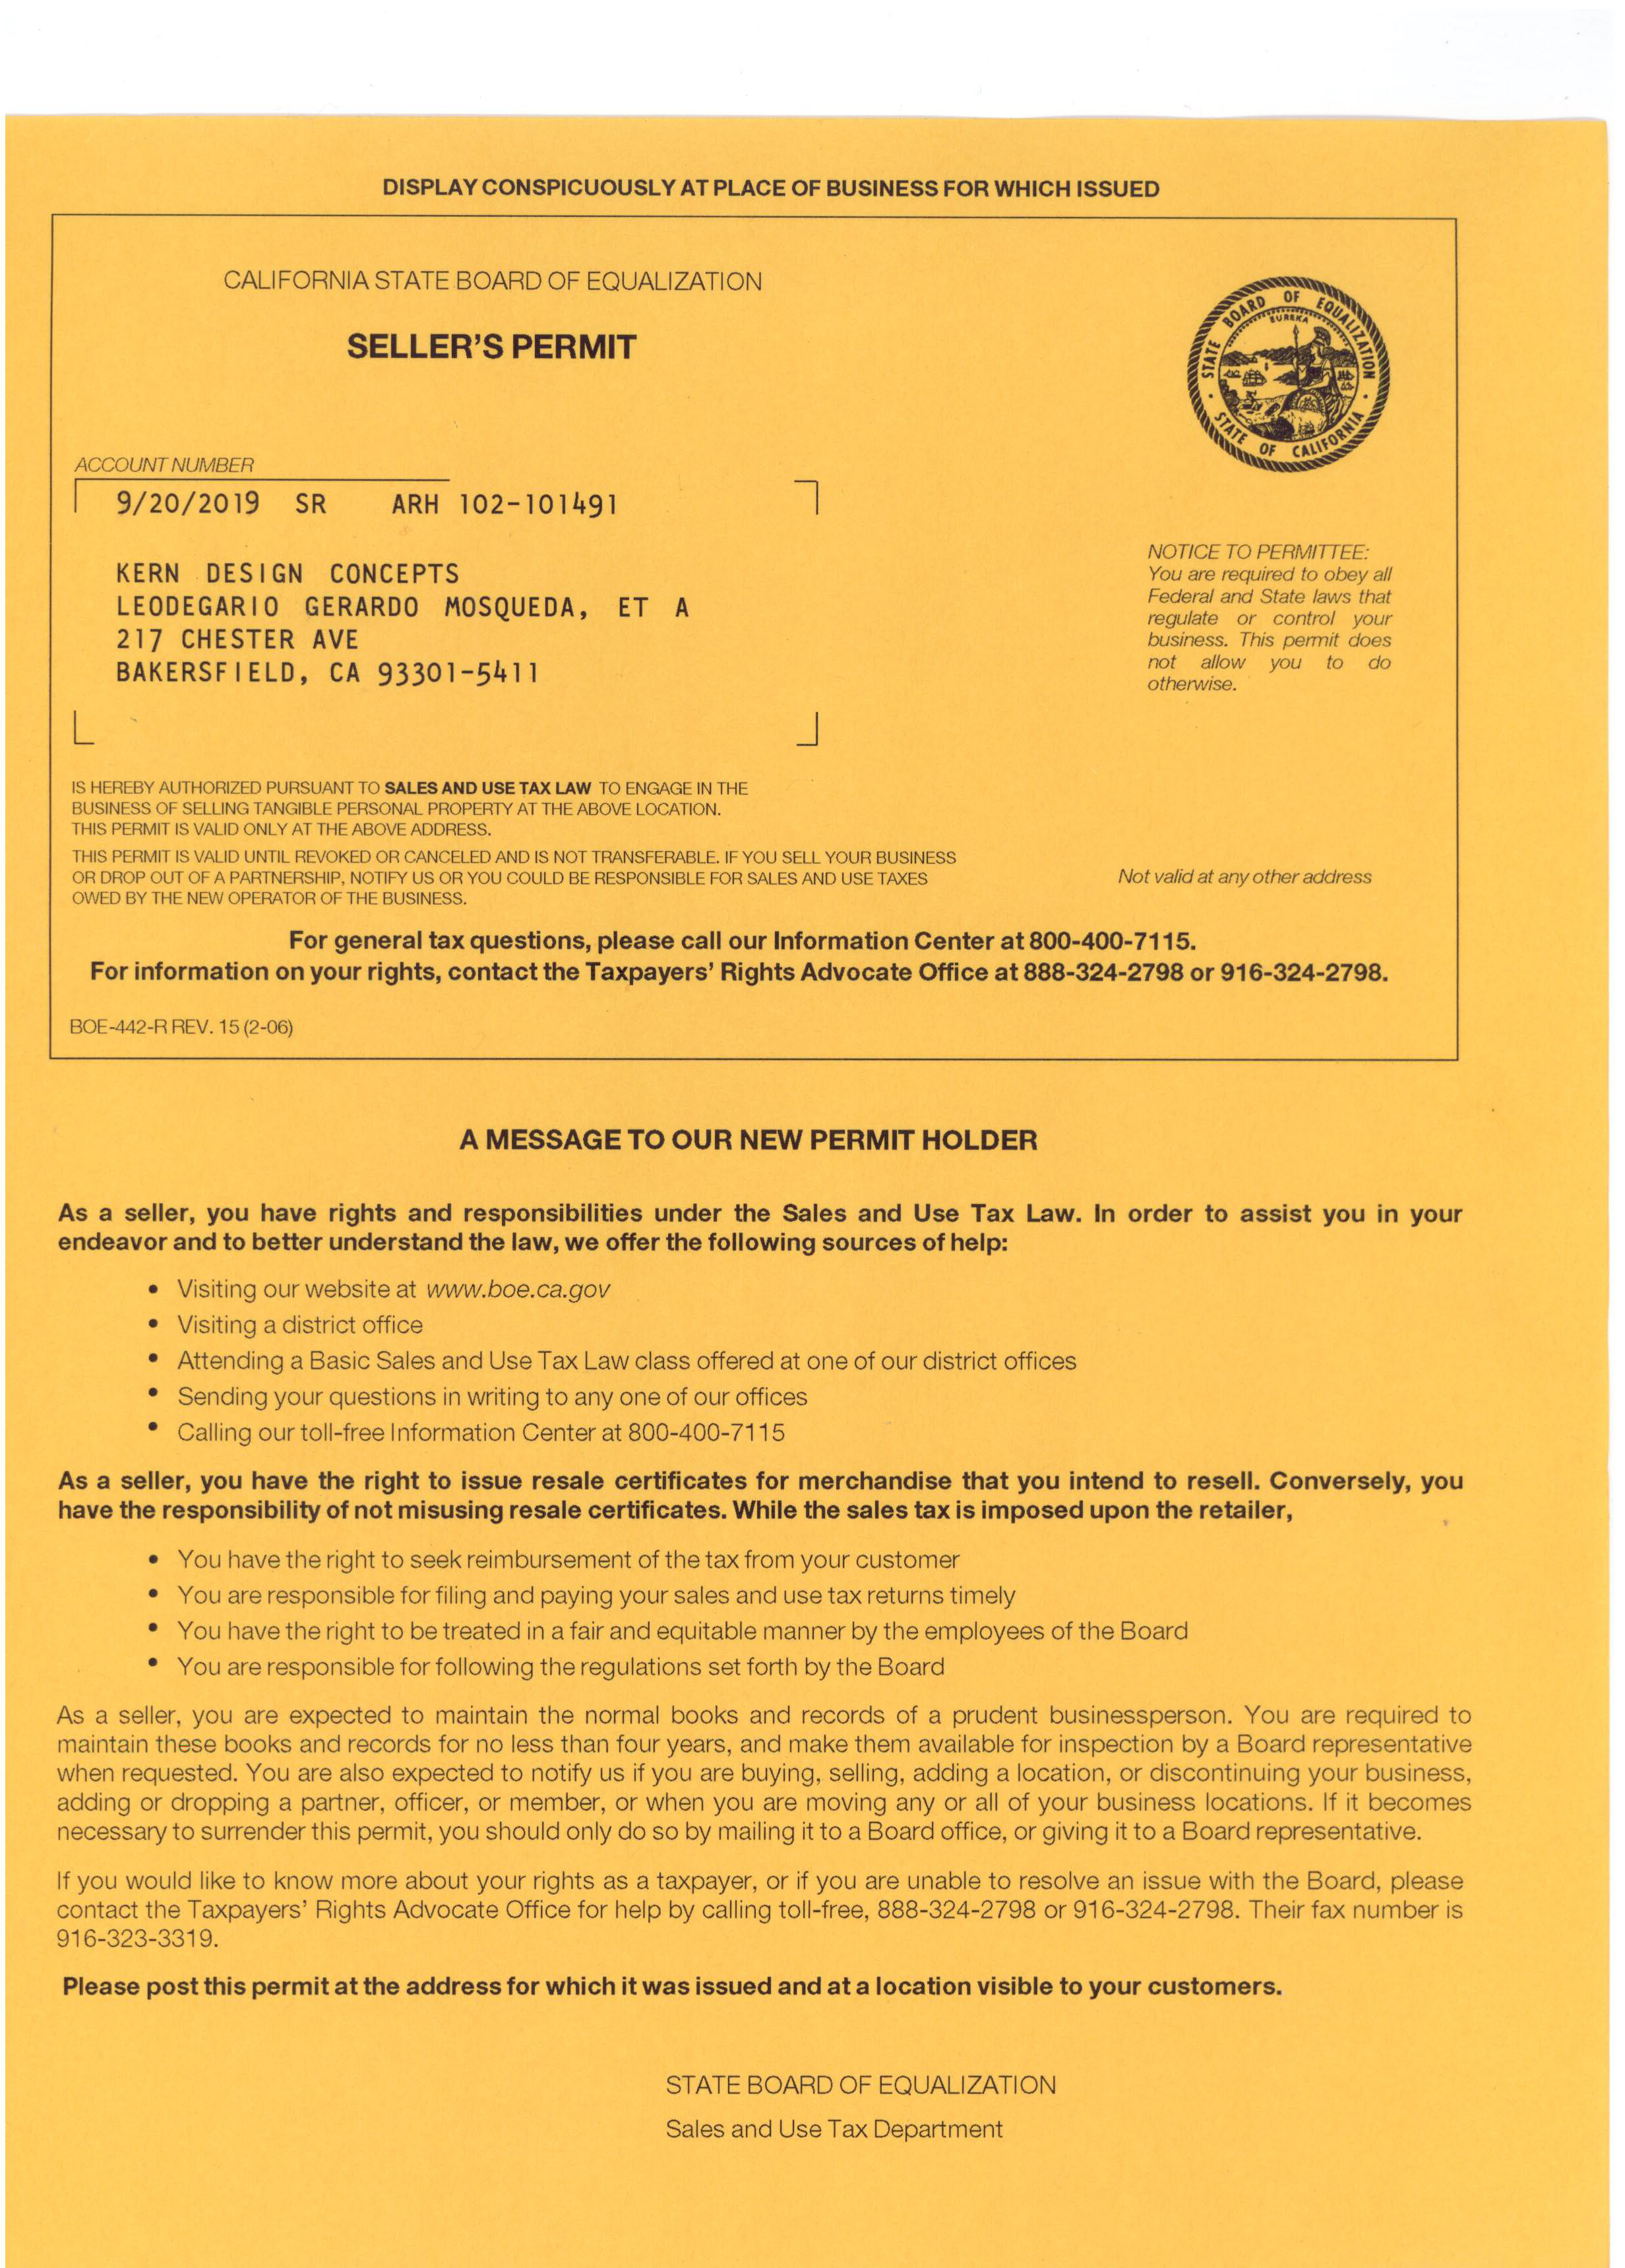 DISPLAY CONSPICUOUSLY AT PLACE OF BUSINESS FOR WHICH ISSUED
CALIFORNIA STATE BOARD OF EQUALIZATION
SELLER'S PERMIT
STATE BOARD OF EQUALIZATION
EUREKA
STATE OF CALIFORNIA
ACCOUNT NUMBER
9/20/2019 SR ARH 102-101491
KERN DESIGN CONCEPTS
LEODEGARIO GERARDO MOSQUEDA, ET A
217 CHESTER AVE
BAKERSFIELD, CA 93301-5411
NOTICE TO PERMITTEE:
You are required to obey all
Federal and State laws that
regulate or control your
business. This permit does
not allow you to do
otherwise.
IS HEREBY AUTHORIZED PURSUANT TO SALES AND USE TAX LAW TO ENGAGE IN THE
BUSINESS OF SELLING TANGIBLE PERSONAL PROPERTY AT THE ABOVE LOCATION.
THIS PERMIT IS VALID ONLY AT THE ABOVE ADDRESS.
THIS PERMIT IS VALID UNTIL REVOKED OR CANCELED AND IS NOT TRANSFERABLE. IF YOU SELL YOUR BUSINESS
OR DROP OUT OF A PARTNERSHIP, NOTIFY US OR YOU COULD BE RESPONSIBLE FOR SALES AND USE TAXES
OWED BY THE NEW OPERATOR OF THE BUSINESS.
Not valid at any other address
For general tax questions, please call our Information Center at 800-400-7115.
For information on your rights, contact the Taxpayers' Rights Advocate Office at 888-324-2798 or 916-324-2798.
BOE-442-R REV. 15 (2-06)
A MESSAGE TO OUR NEW PERMIT HOLDER
As a seller, you have rights and responsibilities under the Sales and Use Tax Law. In order to assist you in your
endeavor and to better understand the law, we offer the following sources of help:
• Visiting our website at www.boe.ca.gov
• Visiting a district office
• Attending a Basic Sales and Use Tax Law class offered at one of our district offices
• Sending your questions in writing to any one of our offices
• Calling our toll-free Information Center at 800-400-7115
As a seller, you have the right to issue resale certificates for merchandise that you intend to resell. Conversely, you
have the responsibility of not misusing resale certificates. While the sales tax is imposed upon the retailer,
• You have the right to seek reimbursement of the tax from your customer
• You are responsible for filing and paying your sales and use tax returns timely
• You have the right to be treated in a fair and equitable manner by the employees of the Board
• You are responsible for following the regulations set forth by the Board
As a seller, you are expected to maintain the normal books and records of a prudent businessperson. You are required to
maintain these books and records for no less than four years, and make them available for inspection by a Board representative
when requested. You are also expected to notify us if you are buying, selling, adding a location, or discontinuing your business,
adding or dropping a partner, officer, or member, or when you are moving any or all of your business locations. If it becomes
necessary to surrender this permit, you should only do so by mailing it to a Board office, or giving it to a Board representative.
If you would like to know more about your rights as a taxpayer, or if you are unable to resolve an issue with the Board, please
contact the Taxpayers' Rights Advocate Office for help by calling toll-free, 888-324-2798 or 916-324-2798. Their fax number is
916-323-3319.
Please post this permit at the address for which it was issued and at a location visible to your customers.
STATE BOARD OF EQUALIZATION
Sales and Use Tax Department